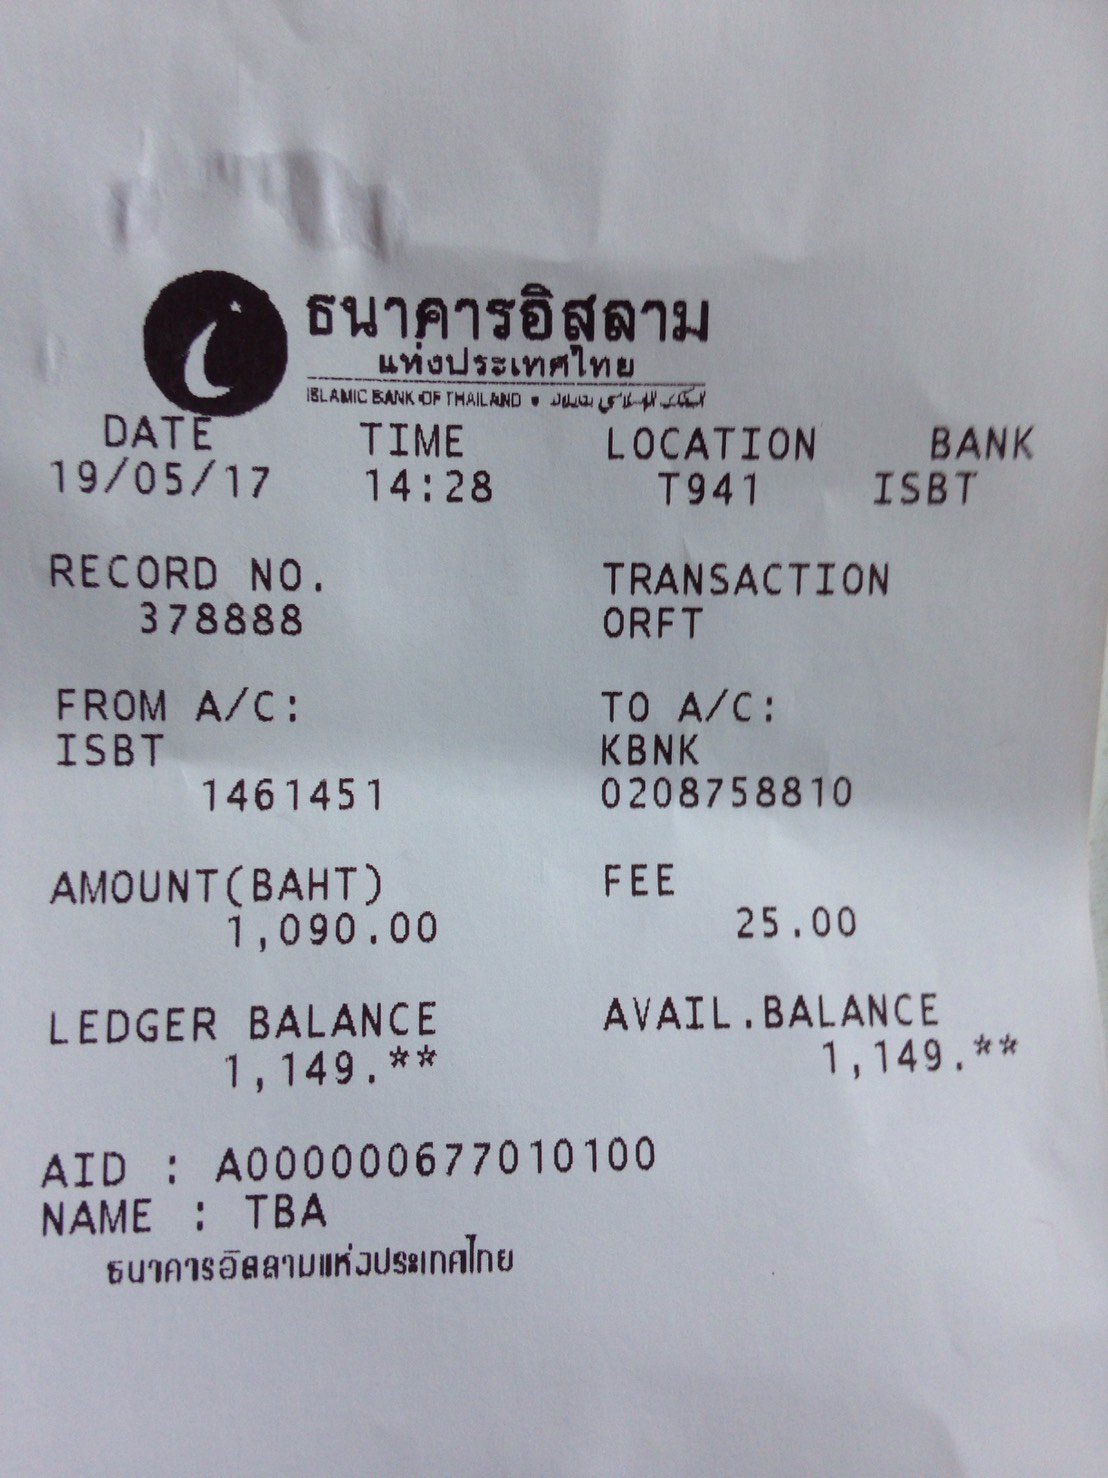 ธนาคารอิสลาม
แห่งประเทศไทย
ISLAMIC BANK OF THAILAND •
DATE TIME LOCATION BANK
19/05/17 14:28 T941 ISBT
RECORD NO. TRANSACTION
378888 ORFT
FROM A/C: TO A/C:
ISBT KBNK
1461451 0208758810
AMOUNT(BAHT) FEE
1,090.00 25.00
LEDGER BALANCE AVAIL.BALANCE
1,149.** 1,149.**
AID : A000000677010100
NAME : TBA
ธนาคารอิสลามแห่งประเทศไทย